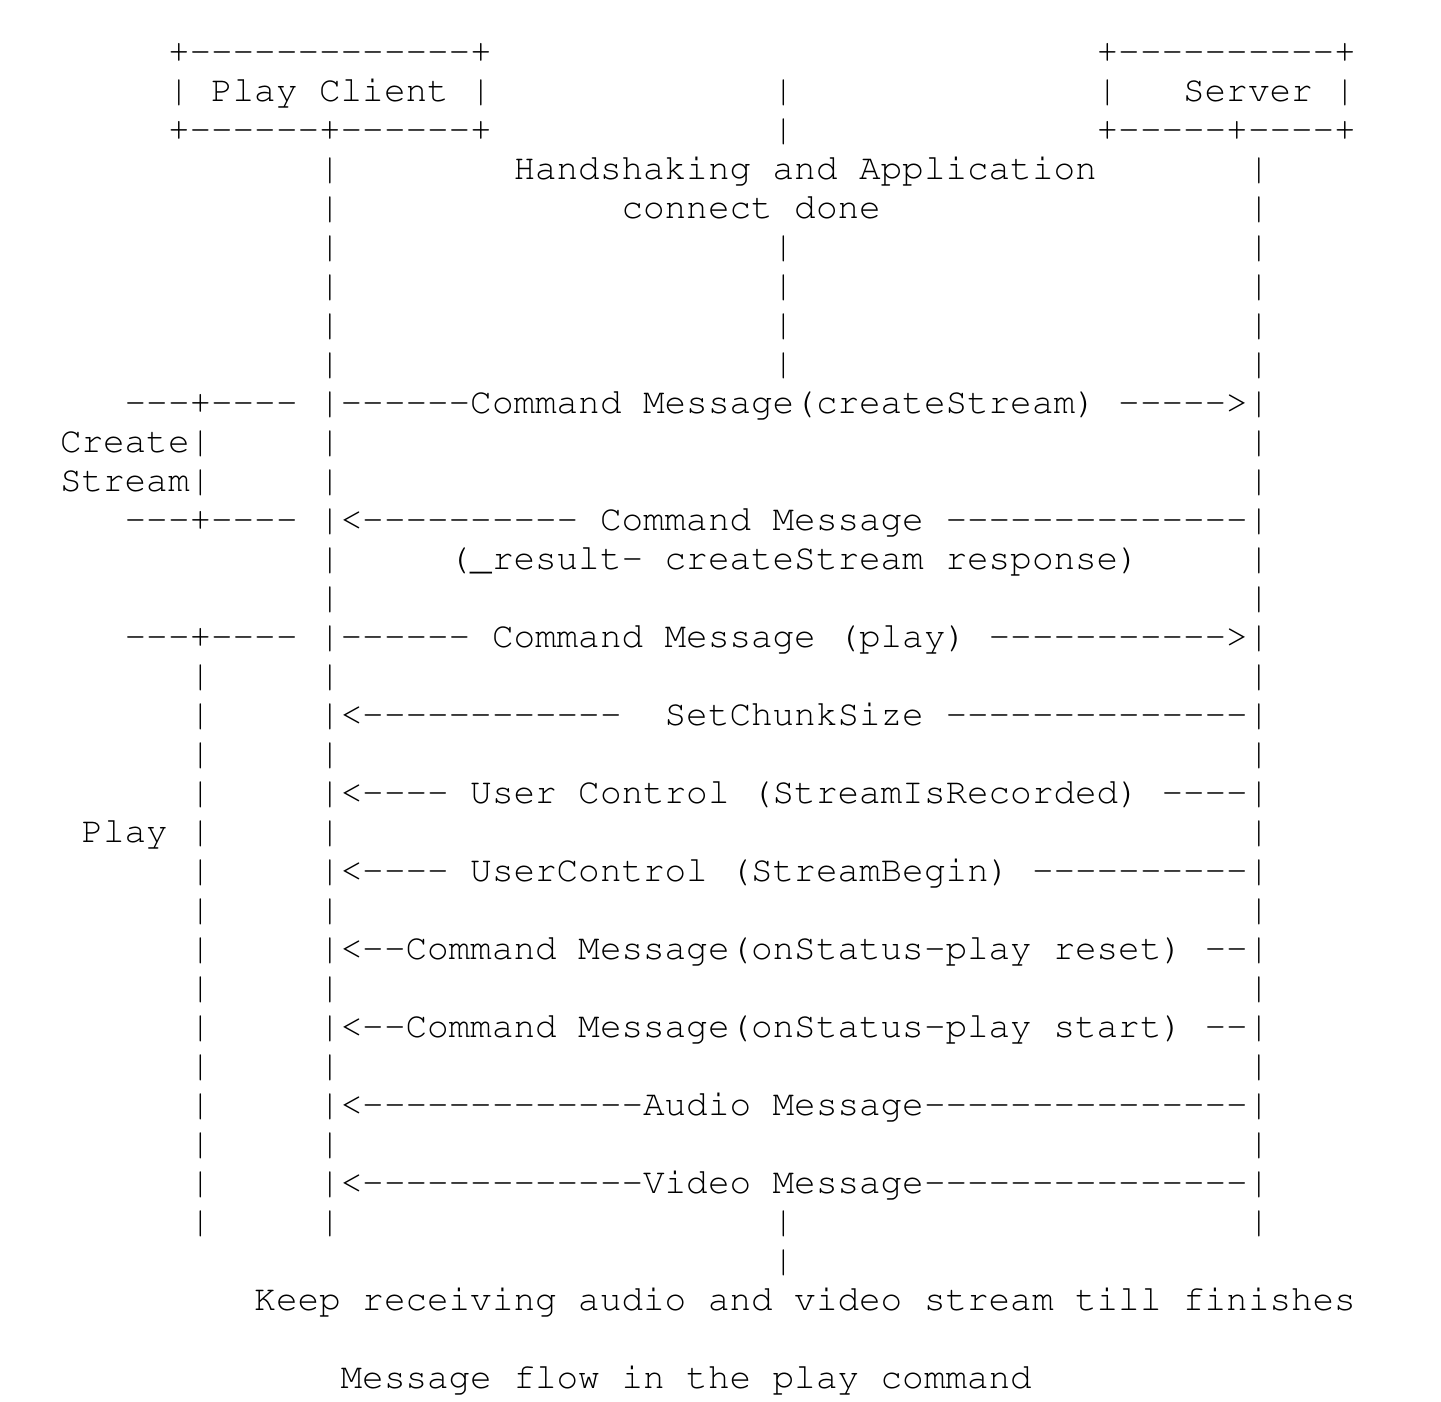 +-------------+                            +----------+
| Play Client |             |              |   Server |
+------+------+             |              +-----+----+
|        Handshaking and Application       |
|             connect done                 |
|                    |                     |
|                    |                     |
|                    |                     |
|                    |                     |
---+---- |------Command Message(createStream) ----->|
Create|     |                                          |
Stream|     |                                          |
---+---- |<---------- Command Message --------------|
|     (_result- createStream response)     |
|                                          |
---+---- |------ Command Message (play) ----------->|
|     |                                          |
|     |<------------  SetChunkSize --------------|
|     |                                          |
|     |<---- User Control (StreamIsRecorded) ----|
Play |     |                                          |
|     |<---- UserControl (StreamBegin) ----------|
|     |                                          |
|     |<--Command Message(onStatus-play reset) --|
|     |                                          |
|     |<--Command Message(onStatus-play start) --|
|     |                                          |
|     |<-------------Audio Message---------------|
|     |                                          |
|     |<-------------Video Message---------------|
|     |                    |                     |
|
Keep receiving audio and video stream till finishes
Message flow in the play command